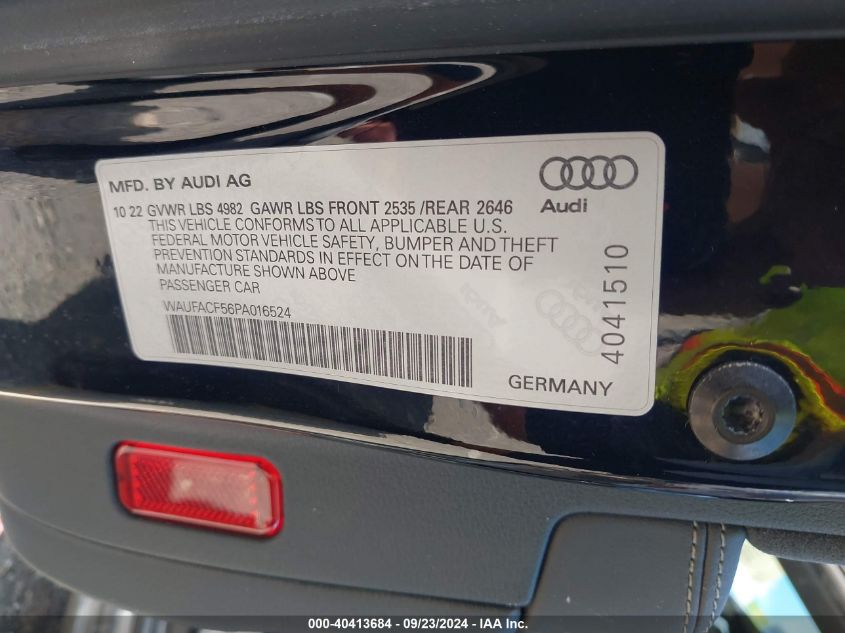 MFD. BY AUDI AG
Audi
10 22 GVWR LBS 4982 GAWR LBS FRONT 2535 /REAR 2646
THIS VEHICLE CONFORMS TO ALL APPLICABLE U.S.
FEDERAL MOTOR VEHICLE SAFETY, BUMPER AND THEFT
PREVENTION STANDARDS IN EFFECT ON THE DATE OF
MANUFACTURE SHOWN ABOVE
PASSENGER CAR
WAUFACF56PA016524
4041510
GERMANY
000-40413684 - 09/23/2024 - IAA Inc.